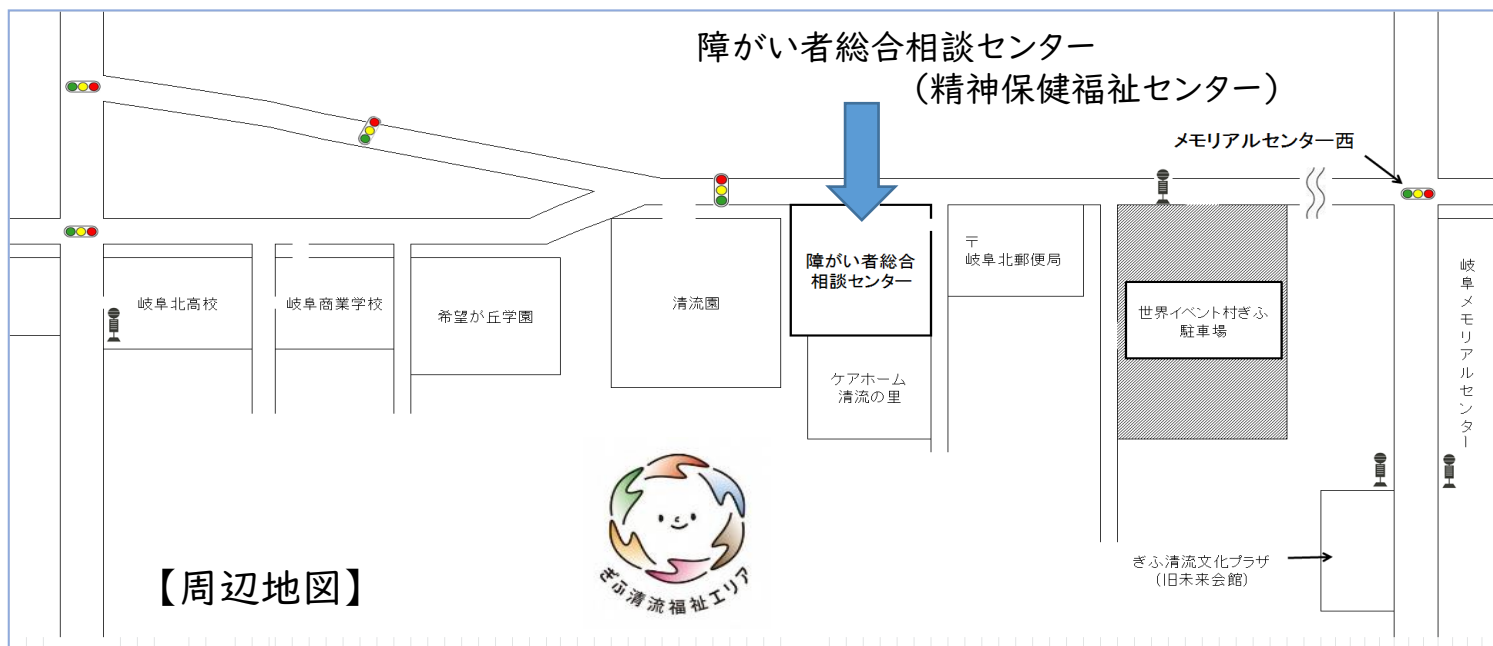 障がい者総合相談センター
（精神保健福祉センター）
メモリアルセンター西
障がい者総合
相談センター
〒
岐阜北郵便局
岐阜北高校
岐阜商業学校
希望が丘学園
清流園
世界イベント村ぎふ
駐車場
岐阜メモリアルセンター
ケアホーム
清流の里
ぎふ清流文化プラザ
（旧未来会館）
ぎふ清流福祉エリア
【周辺地図】